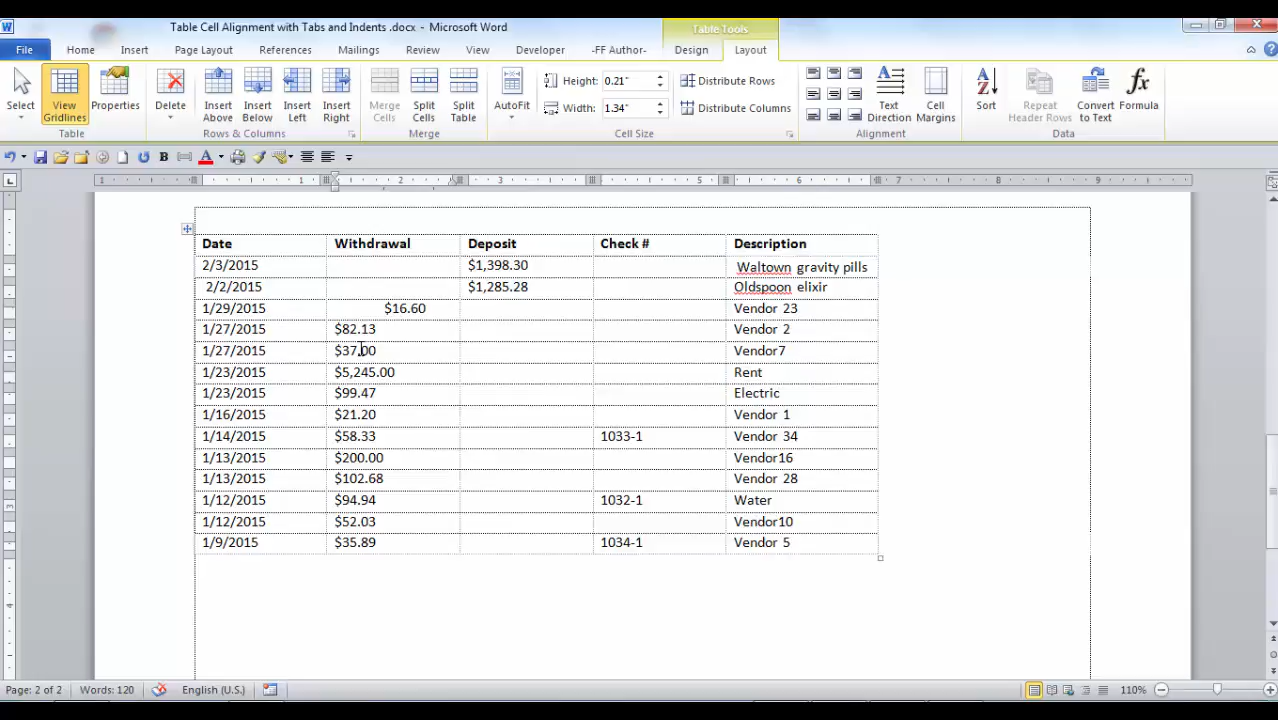 Table Cell Alignment with Tabs and Indents .docx - Microsoft Word
Table Tools
File Home Insert Page Layout References Mailings Review View Developer -FF Author- Design Layout
Height: 0.21"
Distribute Rows
Width: 1.34"
Distribute Columns
Select View Gridlines Properties Delete Insert Above Insert Below Insert Left Insert Right Merge Cells Split Cells Split Table AutoFit Text Direction Cell Margins Sort Repeat Header Rows Convert to Text Formula
Table Rows & Columns Merge Cell Size Alignment Data
1 1 2 3 5 6 7 8 9
Date Withdrawal Deposit Check # Description
2/3/2015 $1,398.30 Waltown gravity pills
2/2/2015 $1,285.28 Oldspoon elixir
1/29/2015 $16.60 Vendor 23
1/27/2015 $82.13 Vendor 2
1/27/2015 $37.00 Vendor7
1/23/2015 $5,245.00 Rent
1/23/2015 $99.47 Electric
1/16/2015 $21.20 Vendor 1
1/14/2015 $58.33 1033-1 Vendor 34
1/13/2015 $200.00 Vendor16
1/13/2015 $102.68 Vendor 28
1/12/2015 $94.94 1032-1 Water
1/12/2015 $52.03 Vendor10
1/9/2015 $35.89 1034-1 Vendor 5
Page: 2 of 2 Words: 120 English (U.S.) 110%